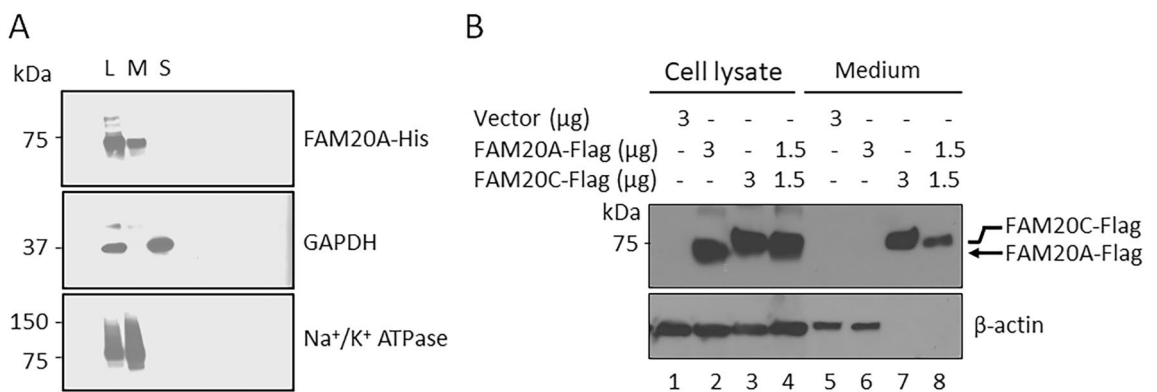 A
kDa
L M S
75
FAM20A-His
37
GAPDH
150
75
Na⁺/K⁺ ATPase
B
Cell lysate Medium
Vector (μg) 3 - - - 3 - - -
FAM20A-Flag (μg) - 3 - 1.5 - 3 - 1.5
FAM20C-Flag (μg) - - 3 1.5 - - 3 1.5
kDa
75
FAM20C-Flag
FAM20A-Flag
β-actin
1 2 3 4 5 6 7 8